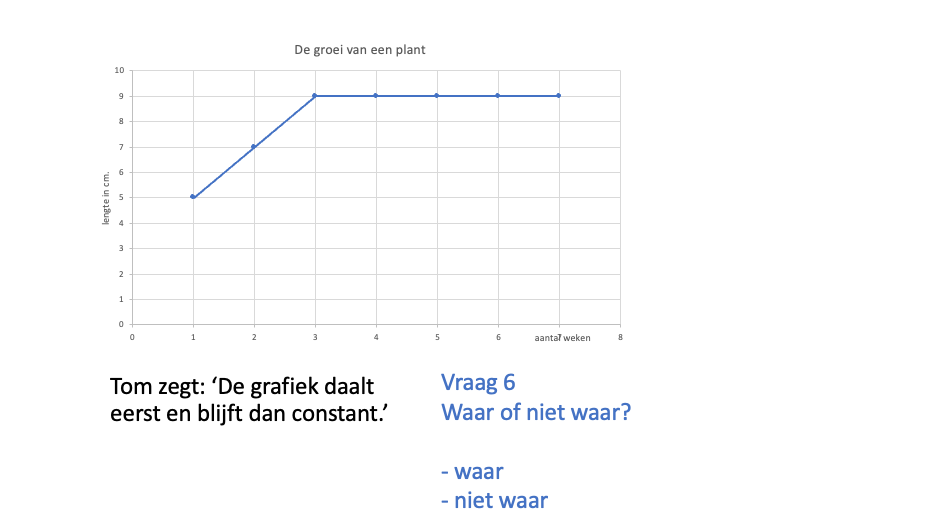 De groei van een plant
10
9
8
7
6
5
4
3
2
1
0
lengte in cm.
0 1 2 3 4 5 6 7 8
aantal weken
Tom zegt: ‘De grafiek daalt
eerst en blijft dan constant.’
Vraag 6
Waar of niet waar?
- waar
- niet waar